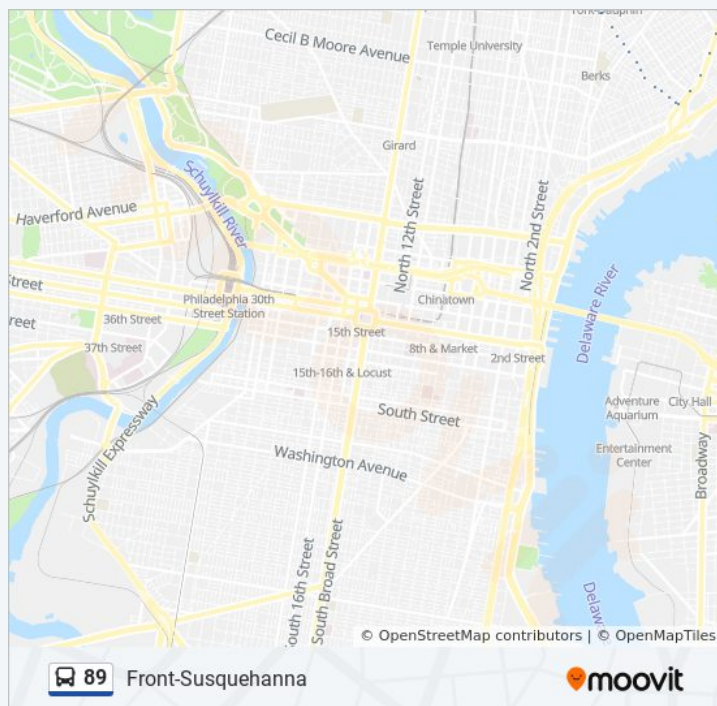 York-Dauphin
Cecil B Moore Avenue
Temple University
Berks
Girard
Schuylkill River
Haverford Avenue
North 12th Street
North 2nd Street
Street
Philadelphia 30th
Street Station
Chinatown
Delaware River
36th Street
Street
15th Street
37th Street
8th & Market
2nd Street
15th-16th & Locust
Adventure
Aquarium
City Hall
South Street
Schuylkill Expressway
Entertainment
Center
Broadway
Washington Avenue
South 16th Street
South Broad Street
Delawa
© OpenStreetMap contributors | © OpenMapTiles
89 Front-Susquehanna
moovit